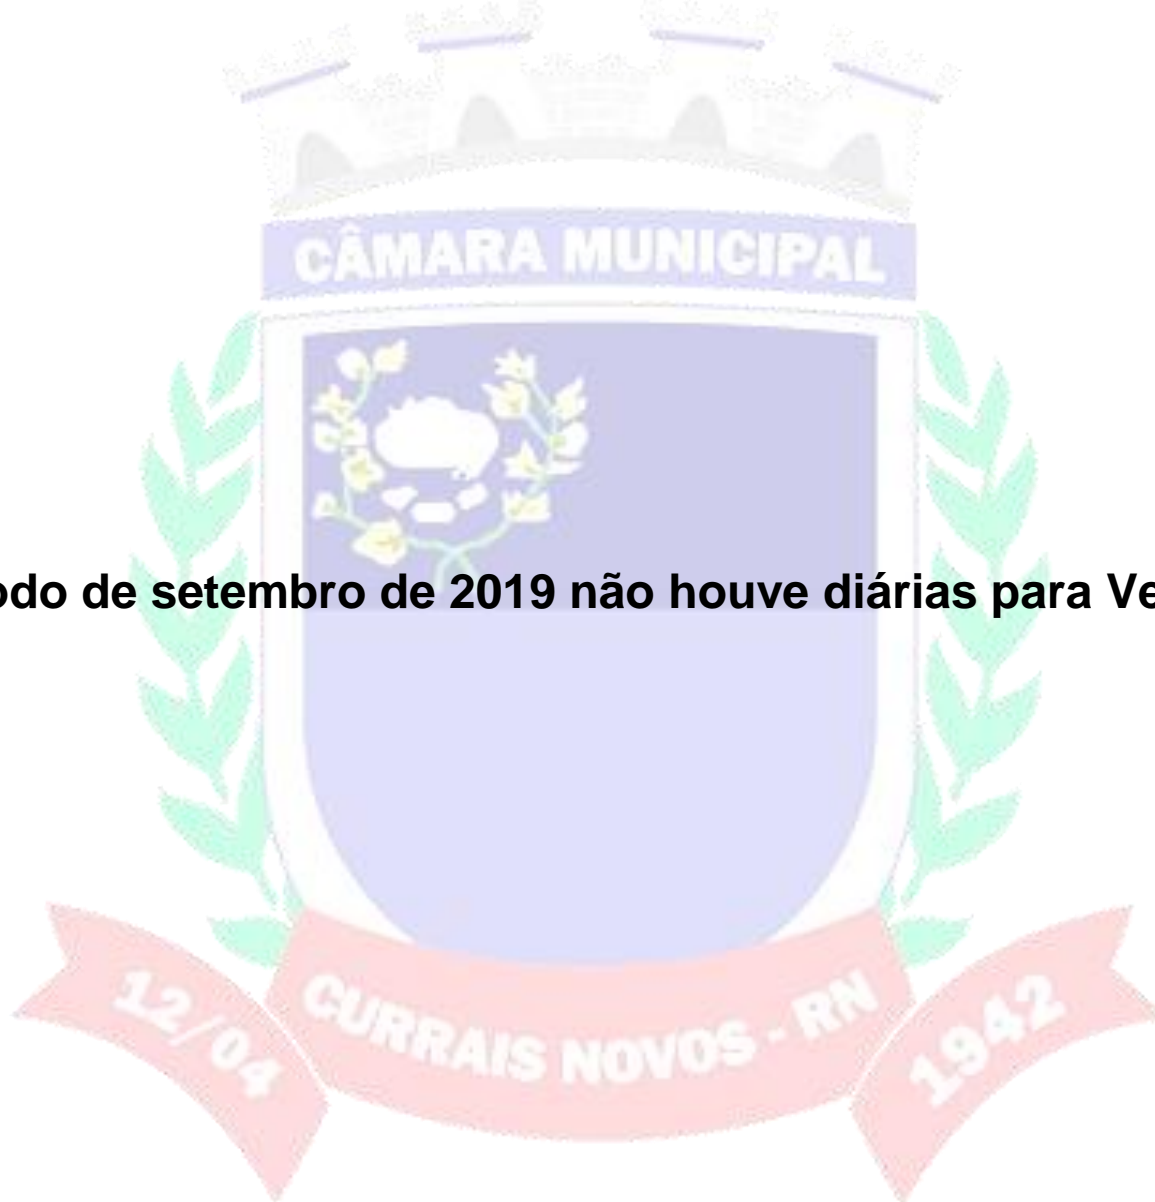 CÂMARA MUNICIPAL
odo de setembro de 2019 não houve diárias para Ve
12/04
CURRAIS NOVOS - RN
1942